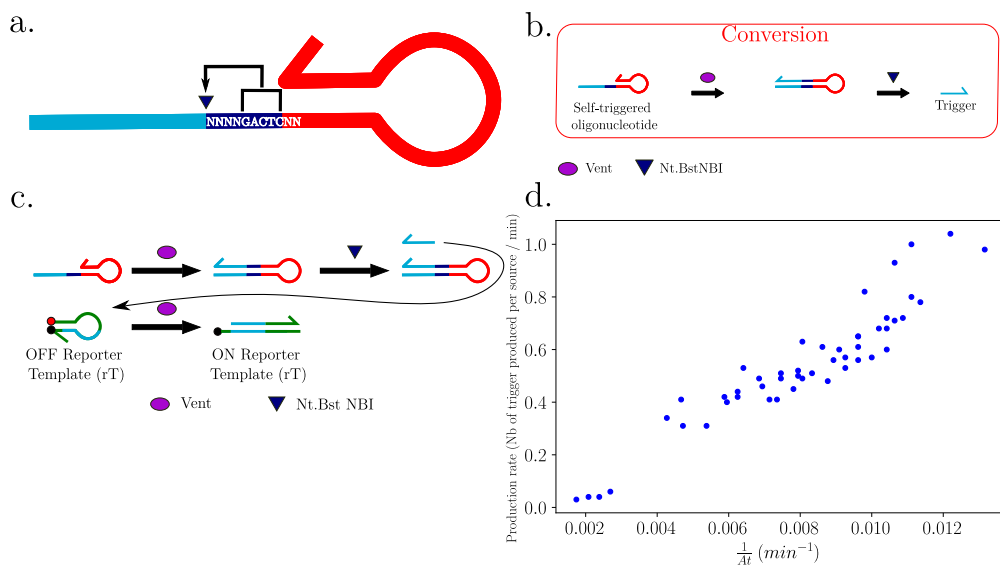 a.
NNNNGACTCNN
b.
Conversion
Self-triggered
oligonucleotide
Trigger
Vent
Nt.BstNBI
c.
OFF Reporter
Template (rT)
ON Reporter
Template (rT)
Vent
Nt.Bst NBI
d.
Production rate (Nb of trigger produced per source / min)
1.0
0.8
0.6
0.4
0.2
0.0
0.002
0.004
0.006
0.008
0.010
0.012
1/At (min⁻¹)